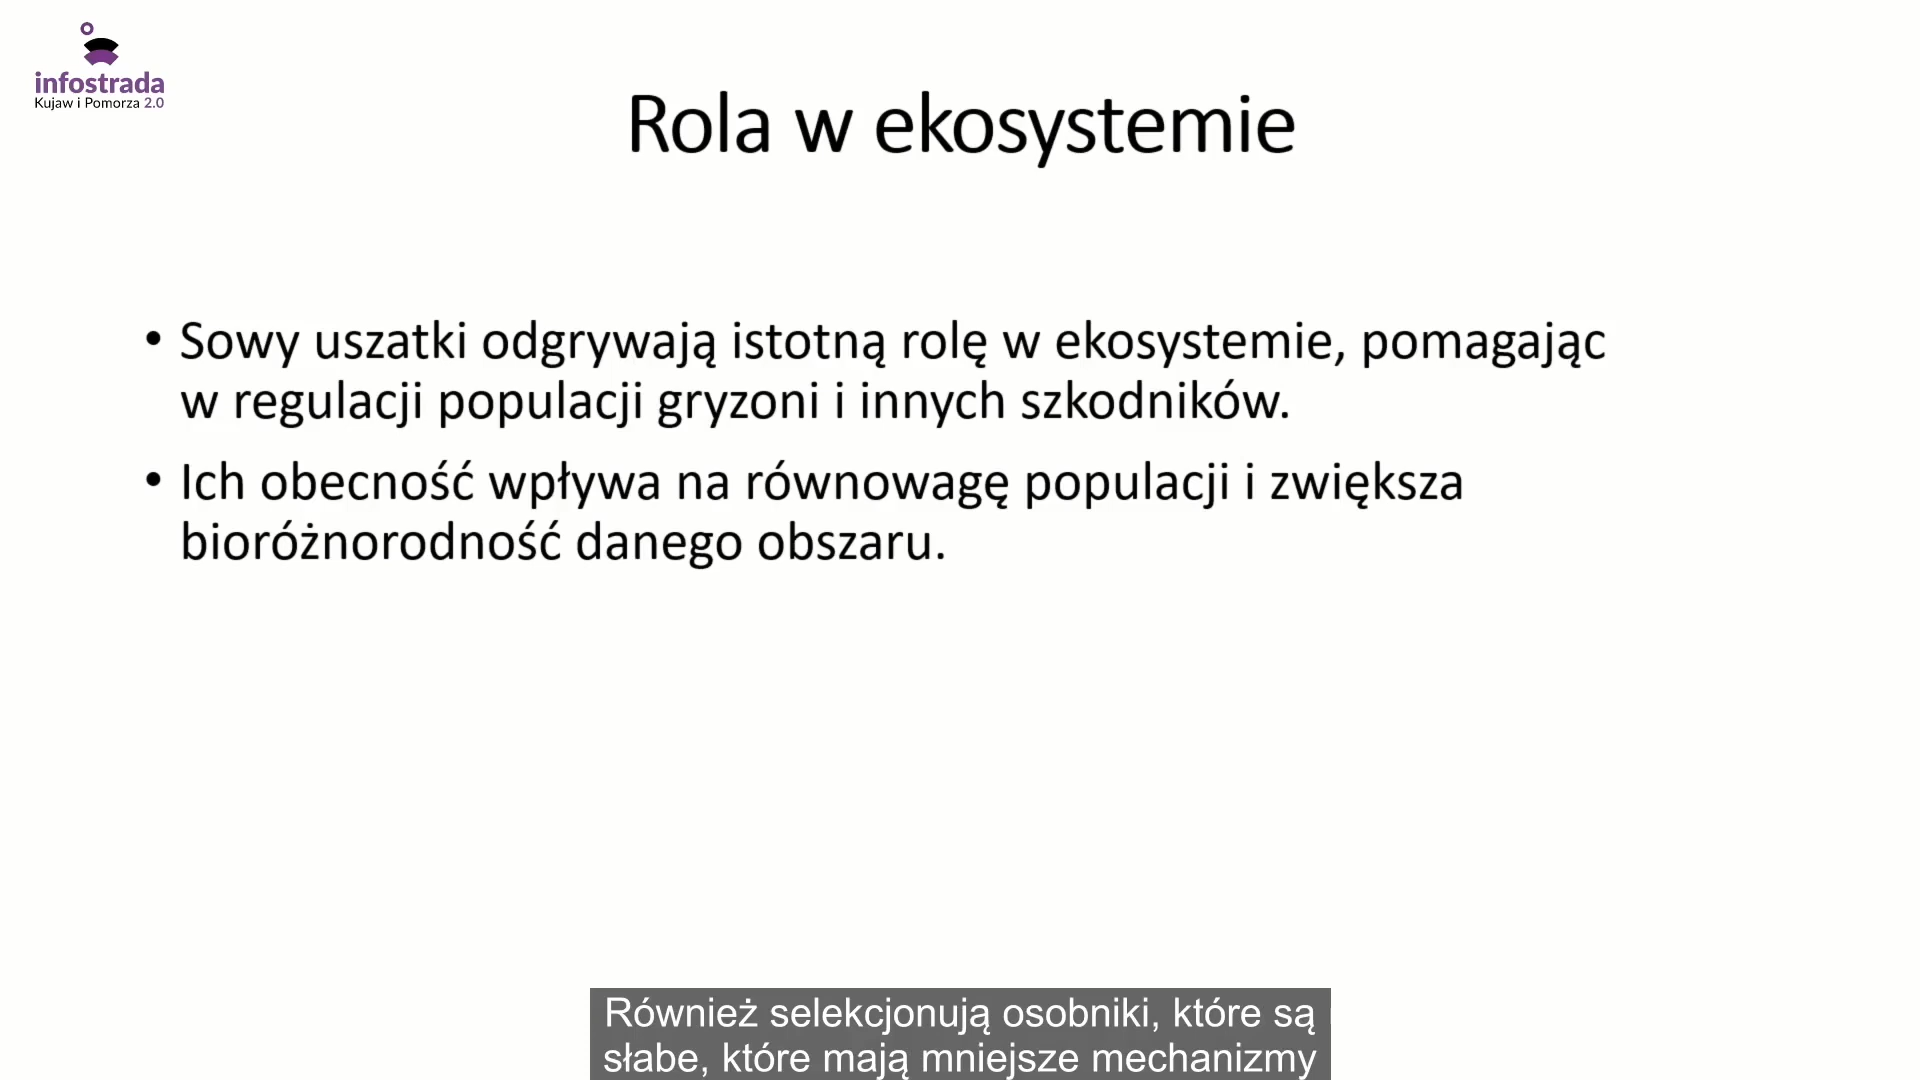 infostrada
Kujaw i Pomorza 2.0
Rola w ekosystemie
• Sowy uszatki odgrywają istotną rolę w ekosystemie, pomagając
w regulacji populacji gryzoni i innych szkodników.
• Ich obecność wpływa na równowagę populacji i zwiększa
bioróżnorodność danego obszaru.
Również selekcjonują osobniki, które są
słabe, które mają mniejsze mechanizmy